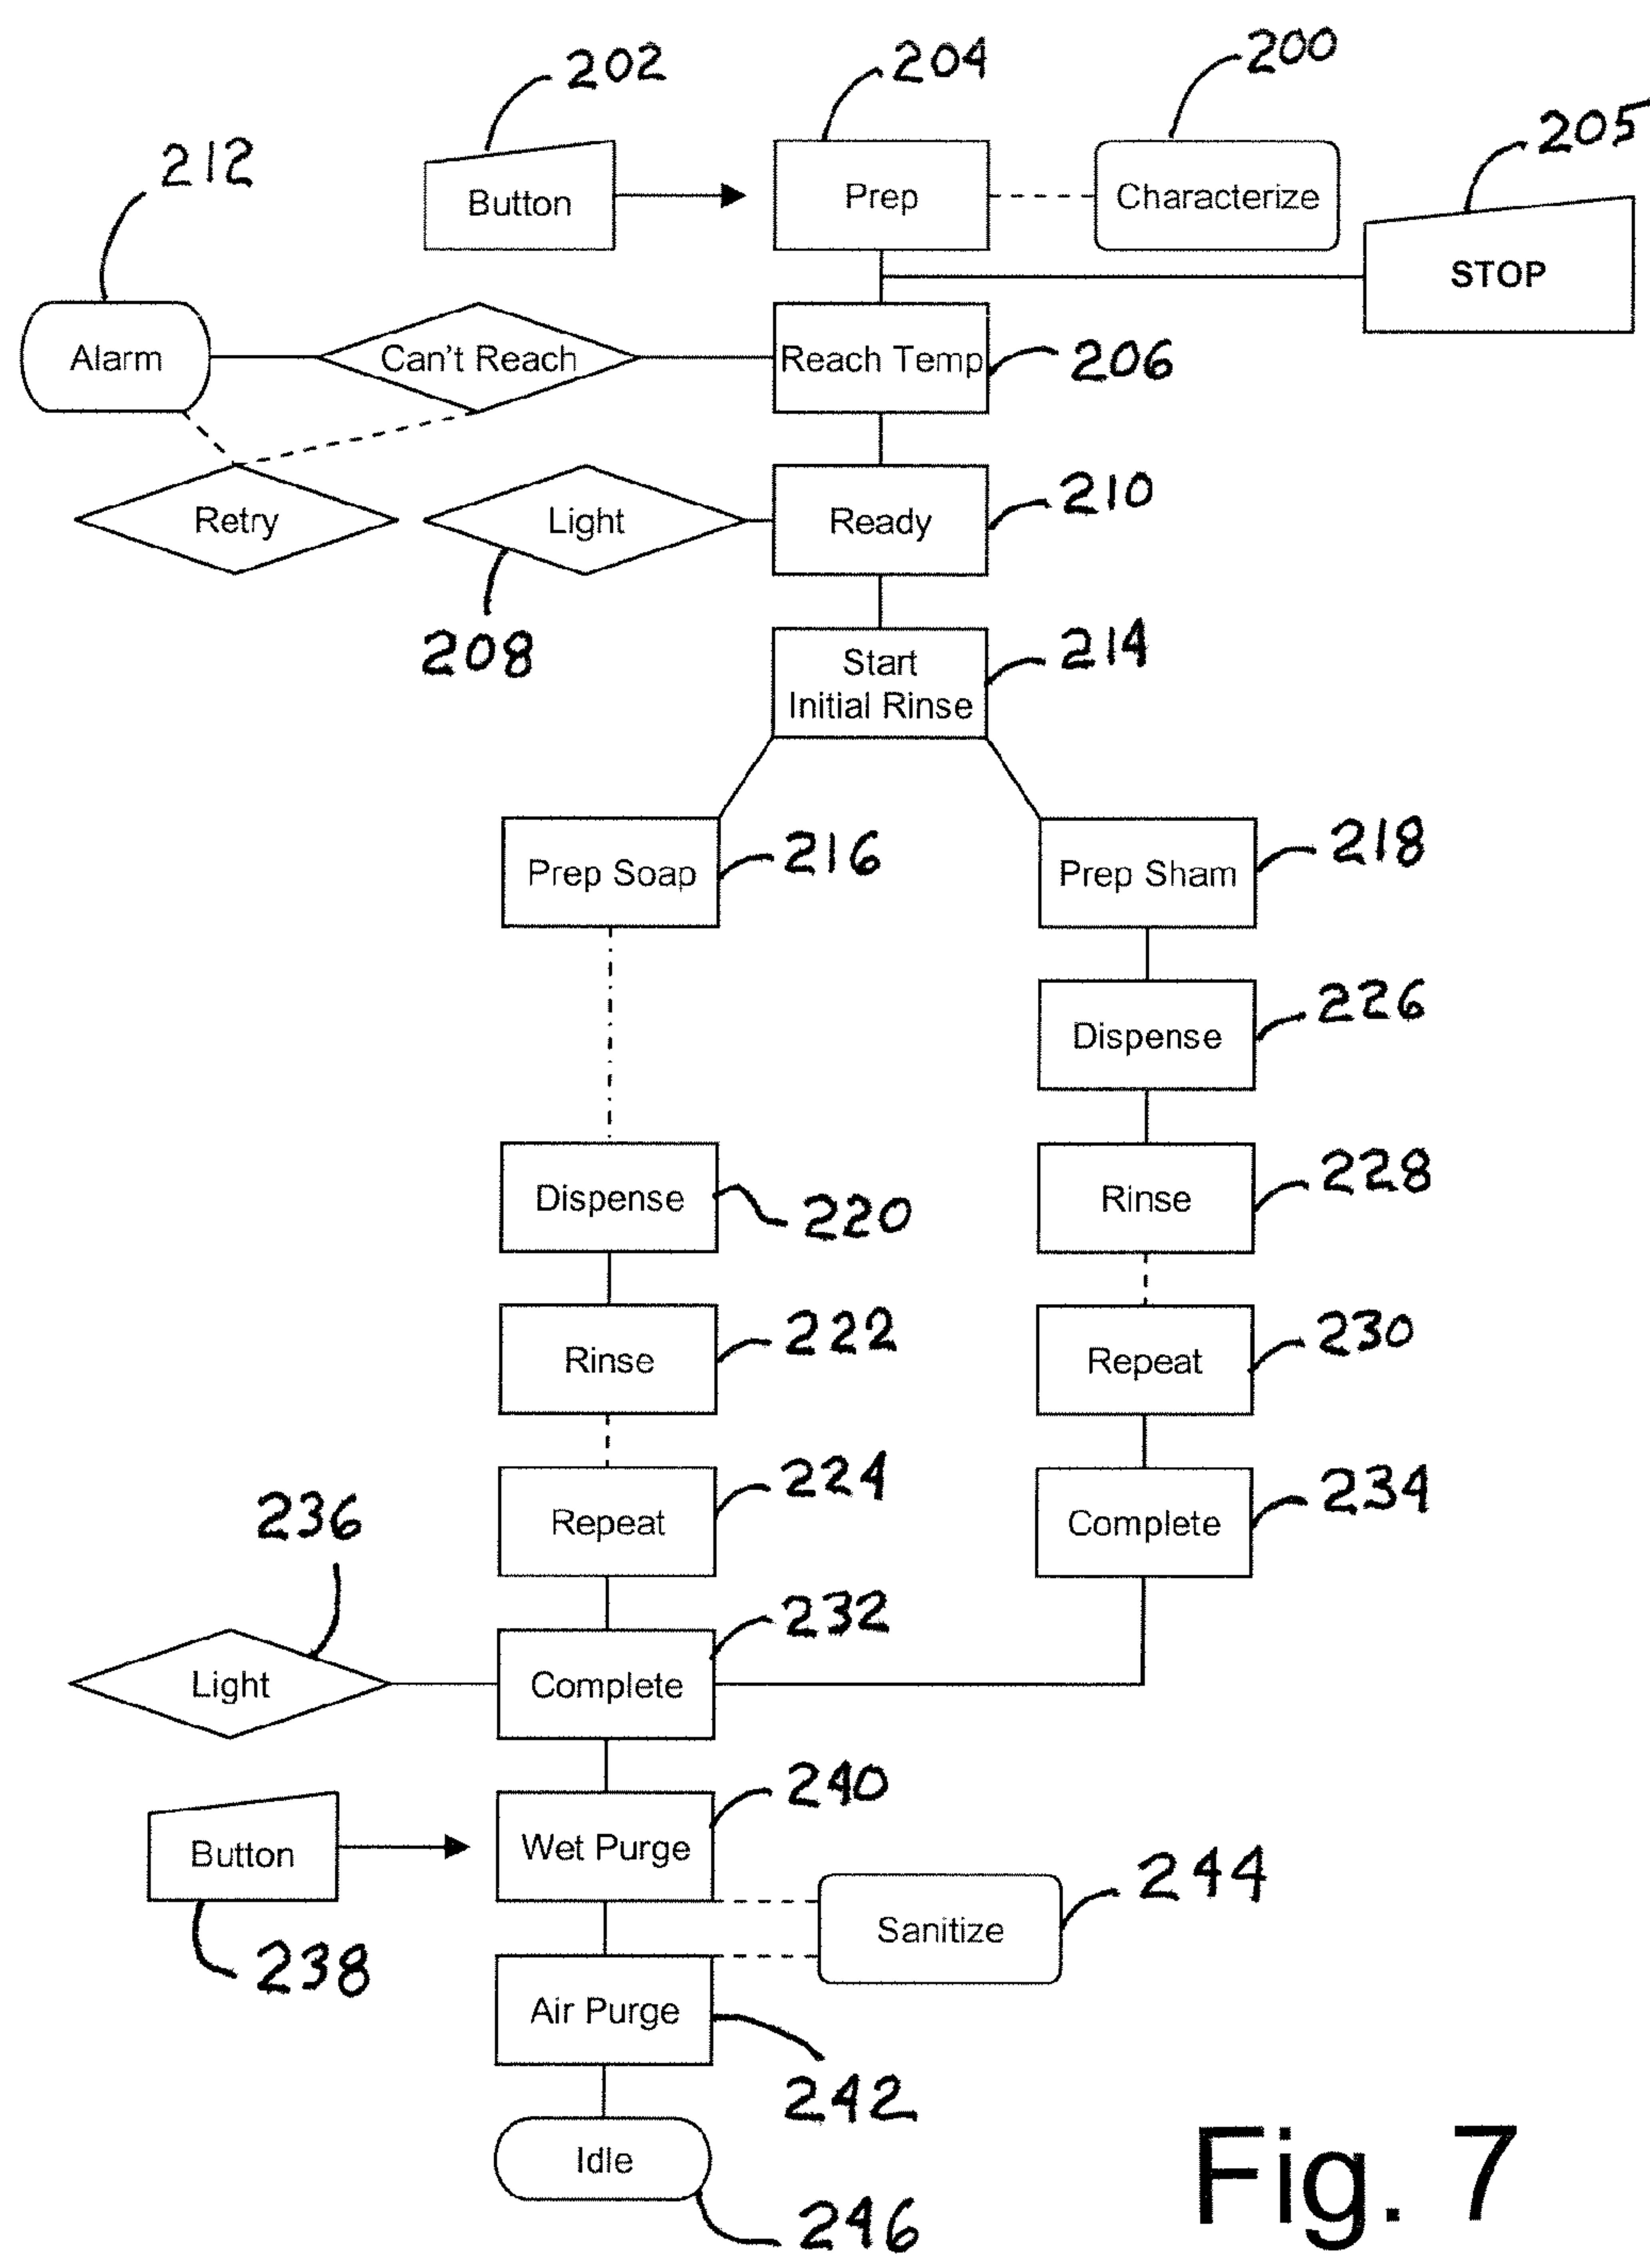 202
204
200
205
212
Button
Prep
Characterize
STOP
Alarm
Can't Reach
Reach Temp
206
Retry
Light
Ready
210
208
Start
Initial Rinse
214
Prep Soap
216
Prep Sham
218
Dispense
226
Dispense
220
Rinse
228
Rinse
222
Repeat
230
Repeat
224
Complete
234
236
Light
Complete
232
Button
238
Wet Purge
240
Sanitize
244
Air Purge
242
Idle
246
Fig. 7